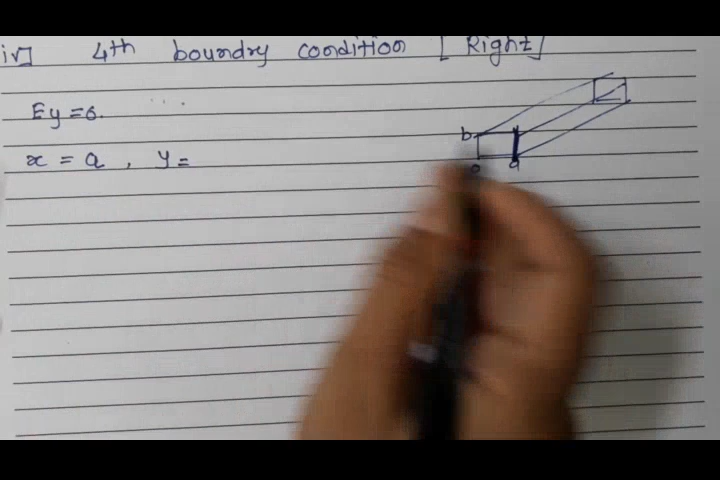 iv] 4th boundry condition [Right]
Ey = 0.
x = a , y =
b
o a